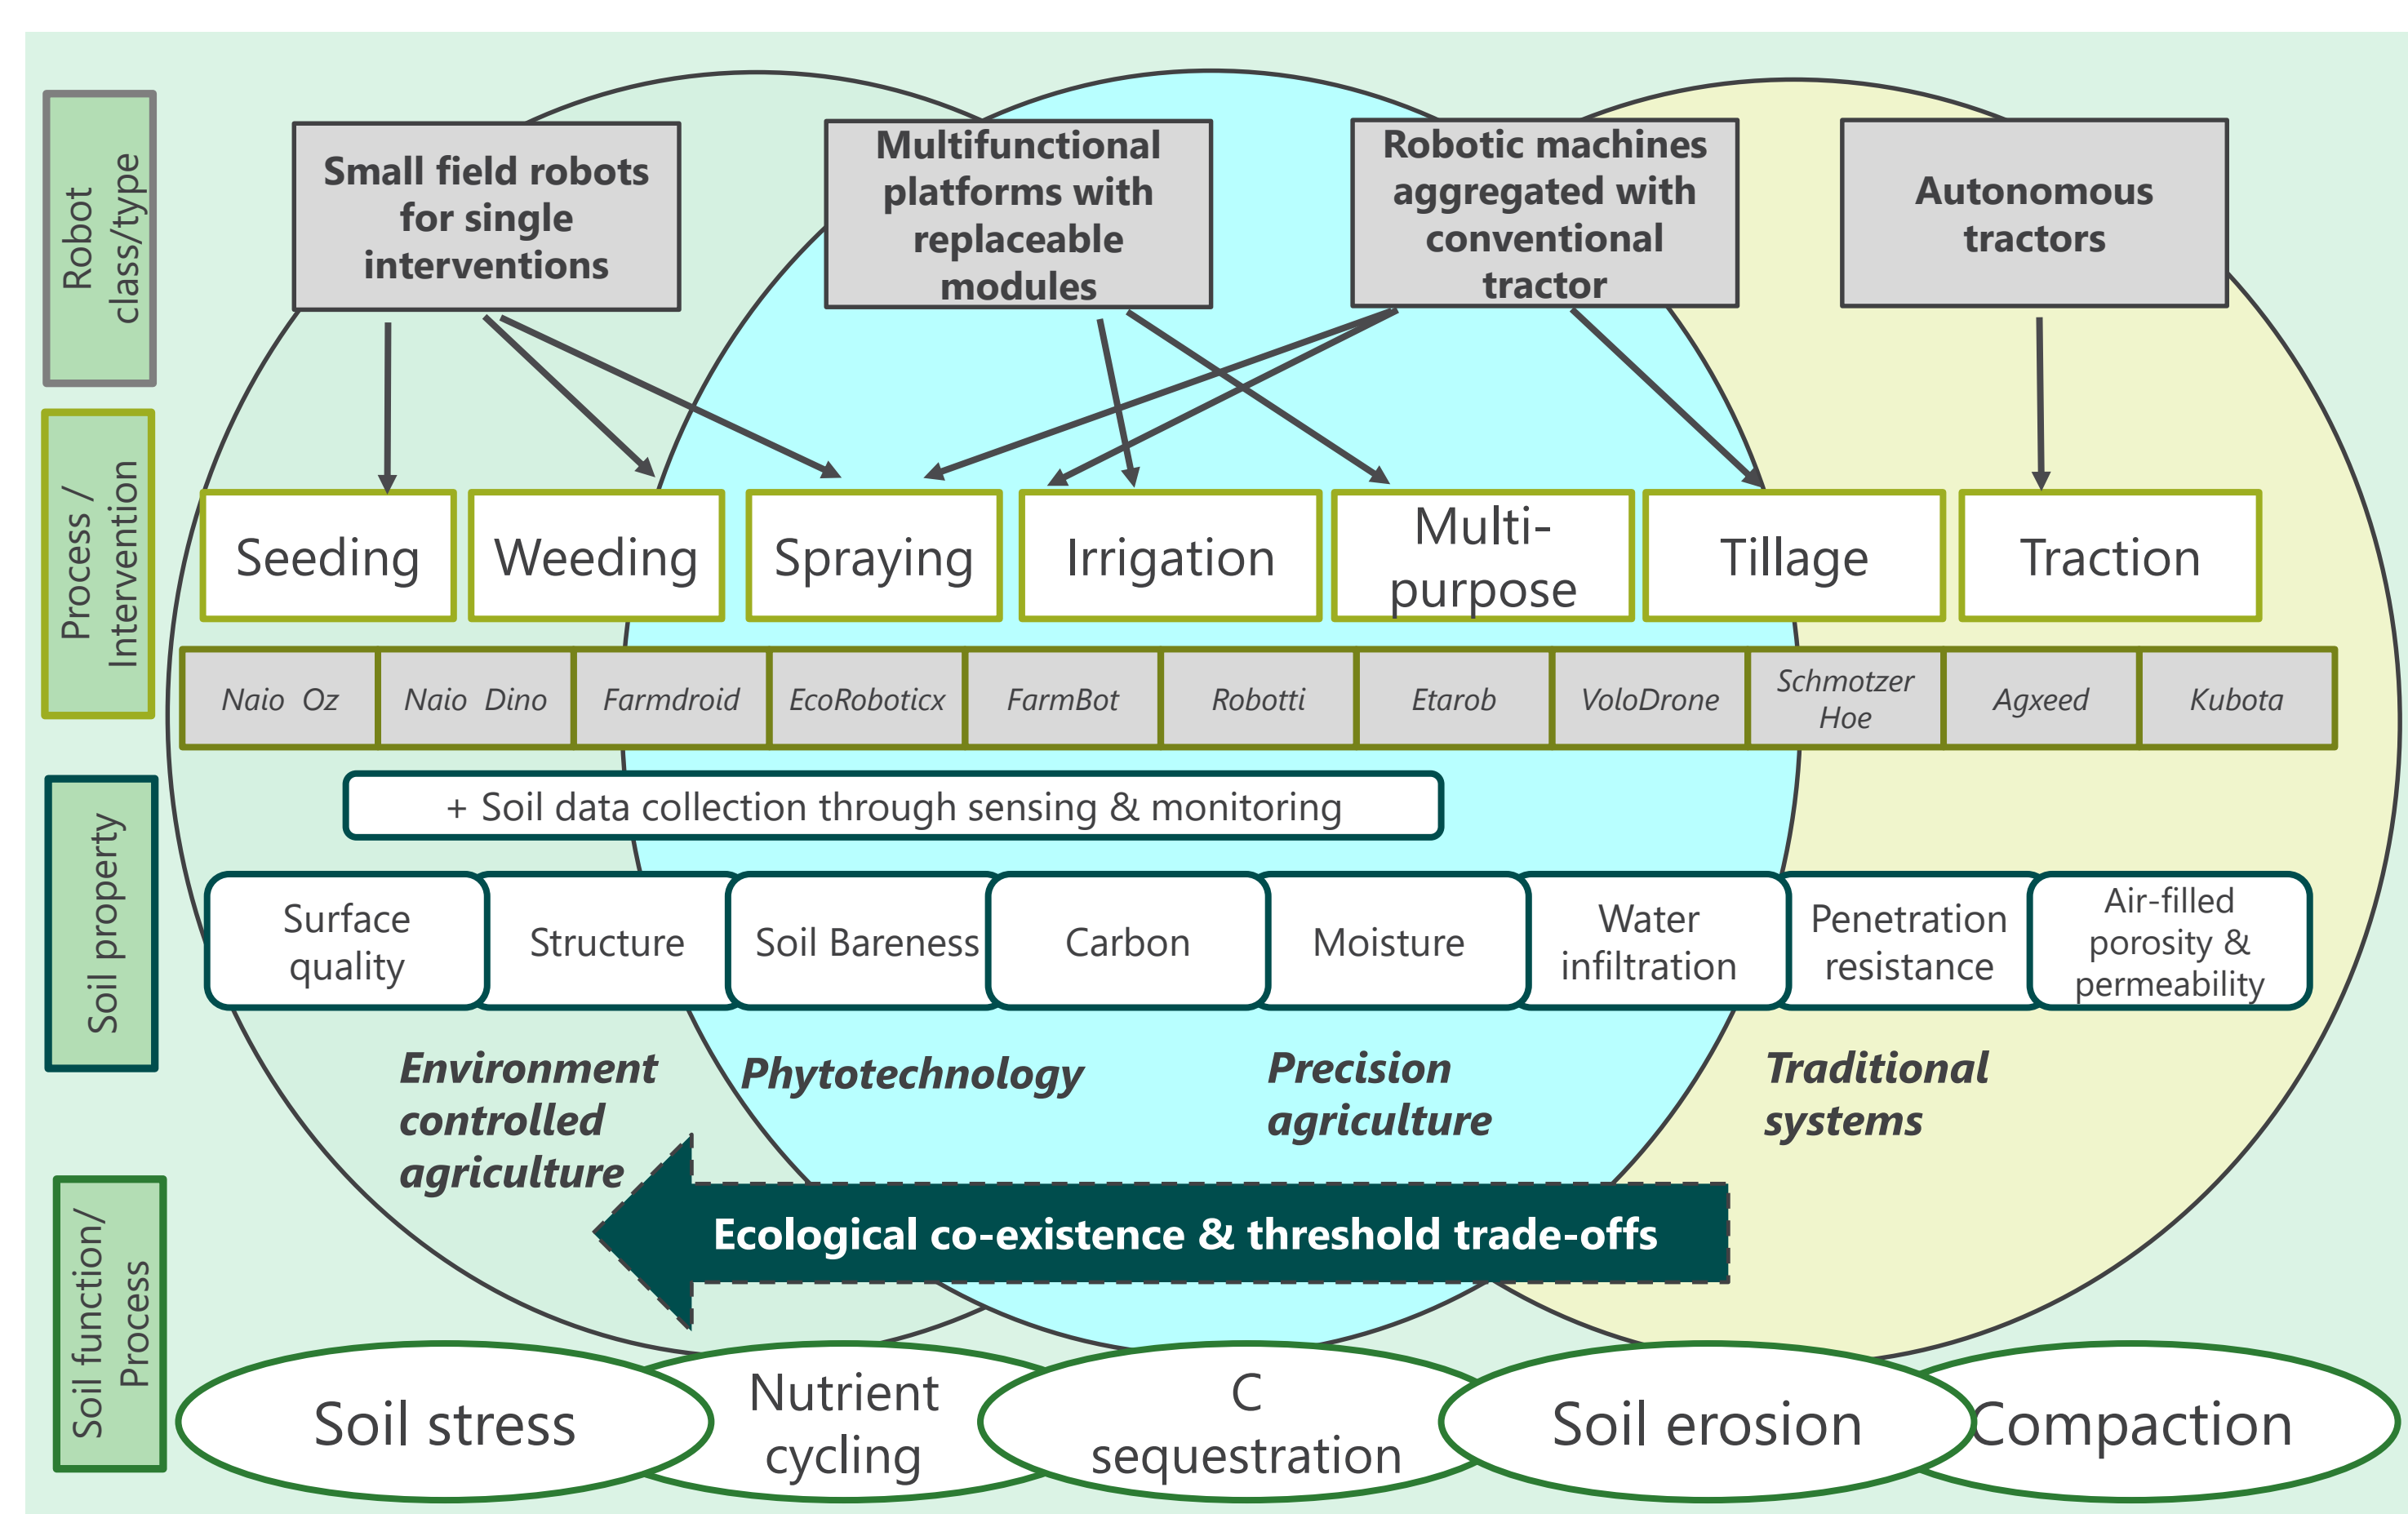 Robot
class/type
Small field robots
for single
interventions
Multifunctional
platforms with
replaceable
modules
Robotic machines
aggregated with
conventional
tractor
Autonomous
tractors
Process /
Intervention
Seeding
Weeding
Spraying
Irrigation
Multi-
purpose
Tillage
Traction
Naio Oz
Naio Dino
Farmdroid
EcoRoboticx
FarmBot
Robotti
Etarob
VoloDrone
Schmotzer
Hoe
Agxeed
Kubota
Soil property
+ Soil data collection through sensing & monitoring
Surface
quality
Structure
Soil Bareness
Carbon
Moisture
Water
infiltration
Penetration
resistance
Air-filled
porosity &
permeability
Environment
controlled
agriculture
Phytotechnology
Precision
agriculture
Traditional
systems
Ecological co-existence & threshold trade-offs
Soil function/
Process
Soil stress
Nutrient
cycling
C
sequestration
Soil erosion
Compaction